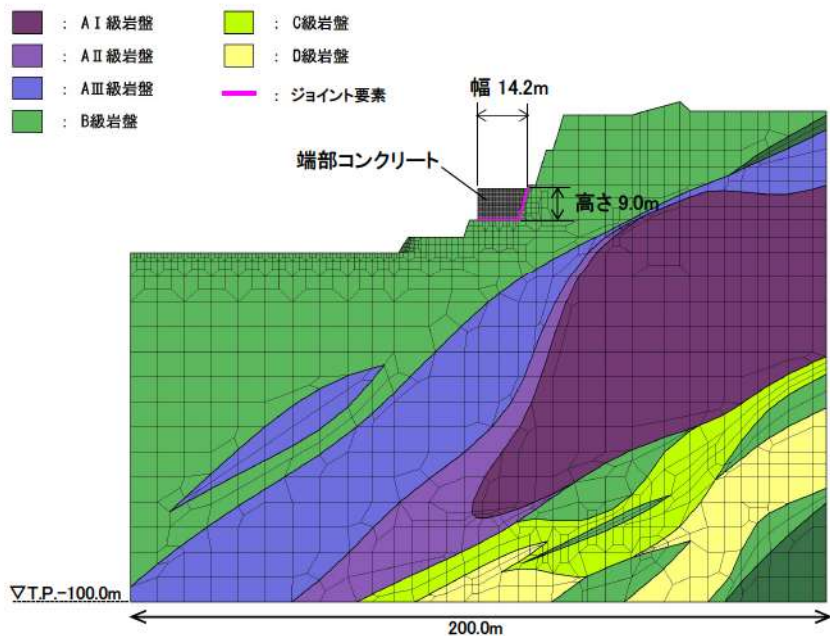 ： AⅠ級岩盤
： AⅡ級岩盤
： AⅢ級岩盤
： B級岩盤
： C級岩盤
： D級岩盤
： ジョイント要素
幅 14.2m
端部コンクリート
高さ 9.0m
▽T.P.-100.0m
200.0m